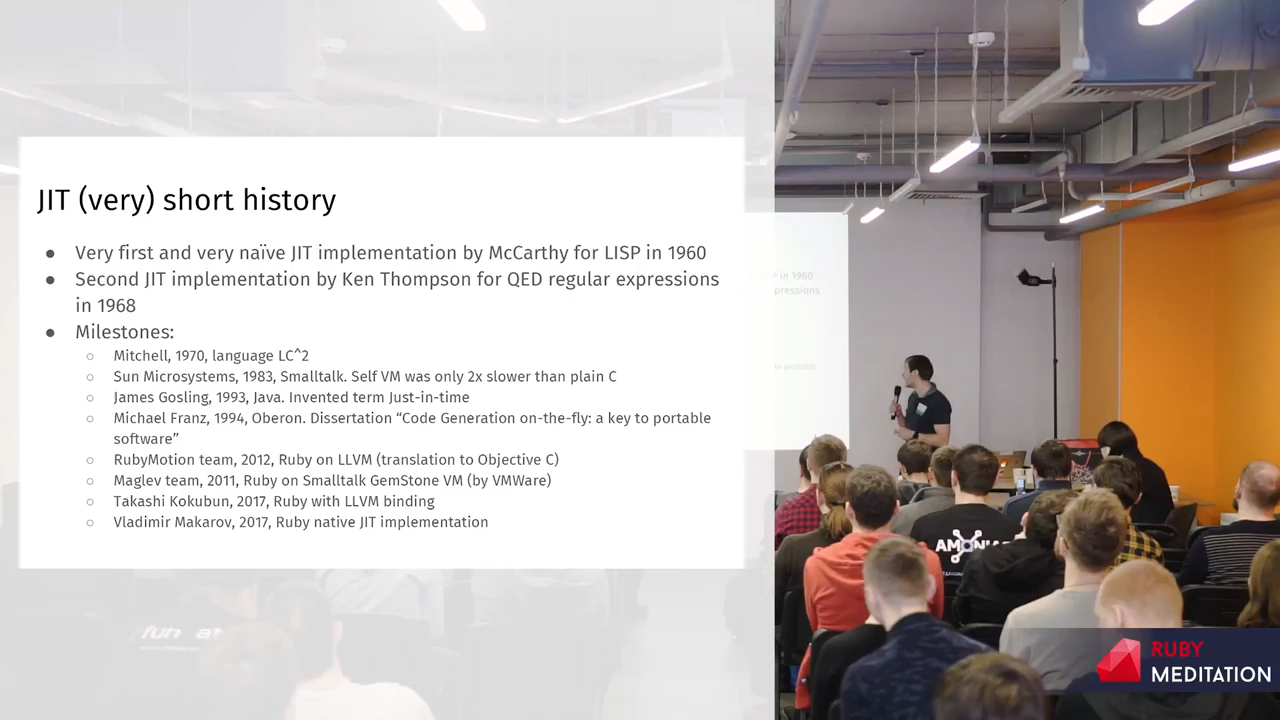 JIT (very) short history
● Very first and very naïve JIT implementation by McCarthy for LISP in 1960
● Second JIT implementation by Ken Thompson for QED regular expressions
in 1968
● Milestones:
○ Mitchell, 1970, language LC^2
○ Sun Microsystems, 1983, Smalltalk. Self VM was only 2x slower than plain C
○ James Gosling, 1993, Java. Invented term Just-in-time
○ Michael Franz, 1994, Oberon. Dissertation “Code Generation on-the-fly: a key to portable
software”
○ RubyMotion team, 2012, Ruby on LLVM (translation to Objective C)
○ Maglev team, 2011, Ruby on Smalltalk GemStone VM (by VMWare)
○ Takashi Kokubun, 2017, Ruby with LLVM binding
○ Vladimir Makarov, 2017, Ruby native JIT implementation
in 1960
RUBY
MEDITATION